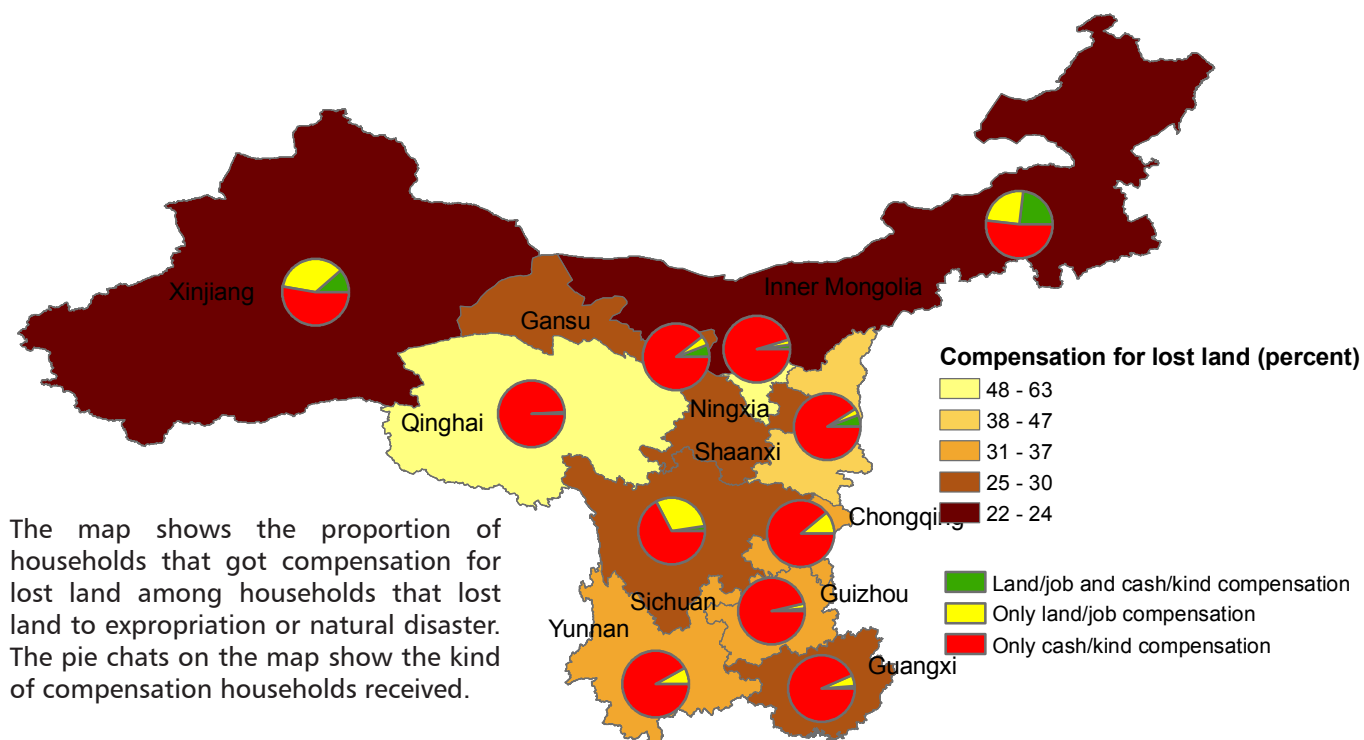 Xinjiang
Gansu
Inner Mongolia
Qinghai
Ningxia
Shaanxi
Chongqing
Sichuan
Guizhou
Yunnan
Guangxi
Compensation for lost land (percent)
48 - 63
38 - 47
31 - 37
25 - 30
22 - 24
Land/job and cash/kind compensation
Only land/job compensation
Only cash/kind compensation
The map shows the proportion of
households that got compensation for
lost land among households that lost
land to expropriation or natural disaster.
The pie chats on the map show the kind
of compensation households received.